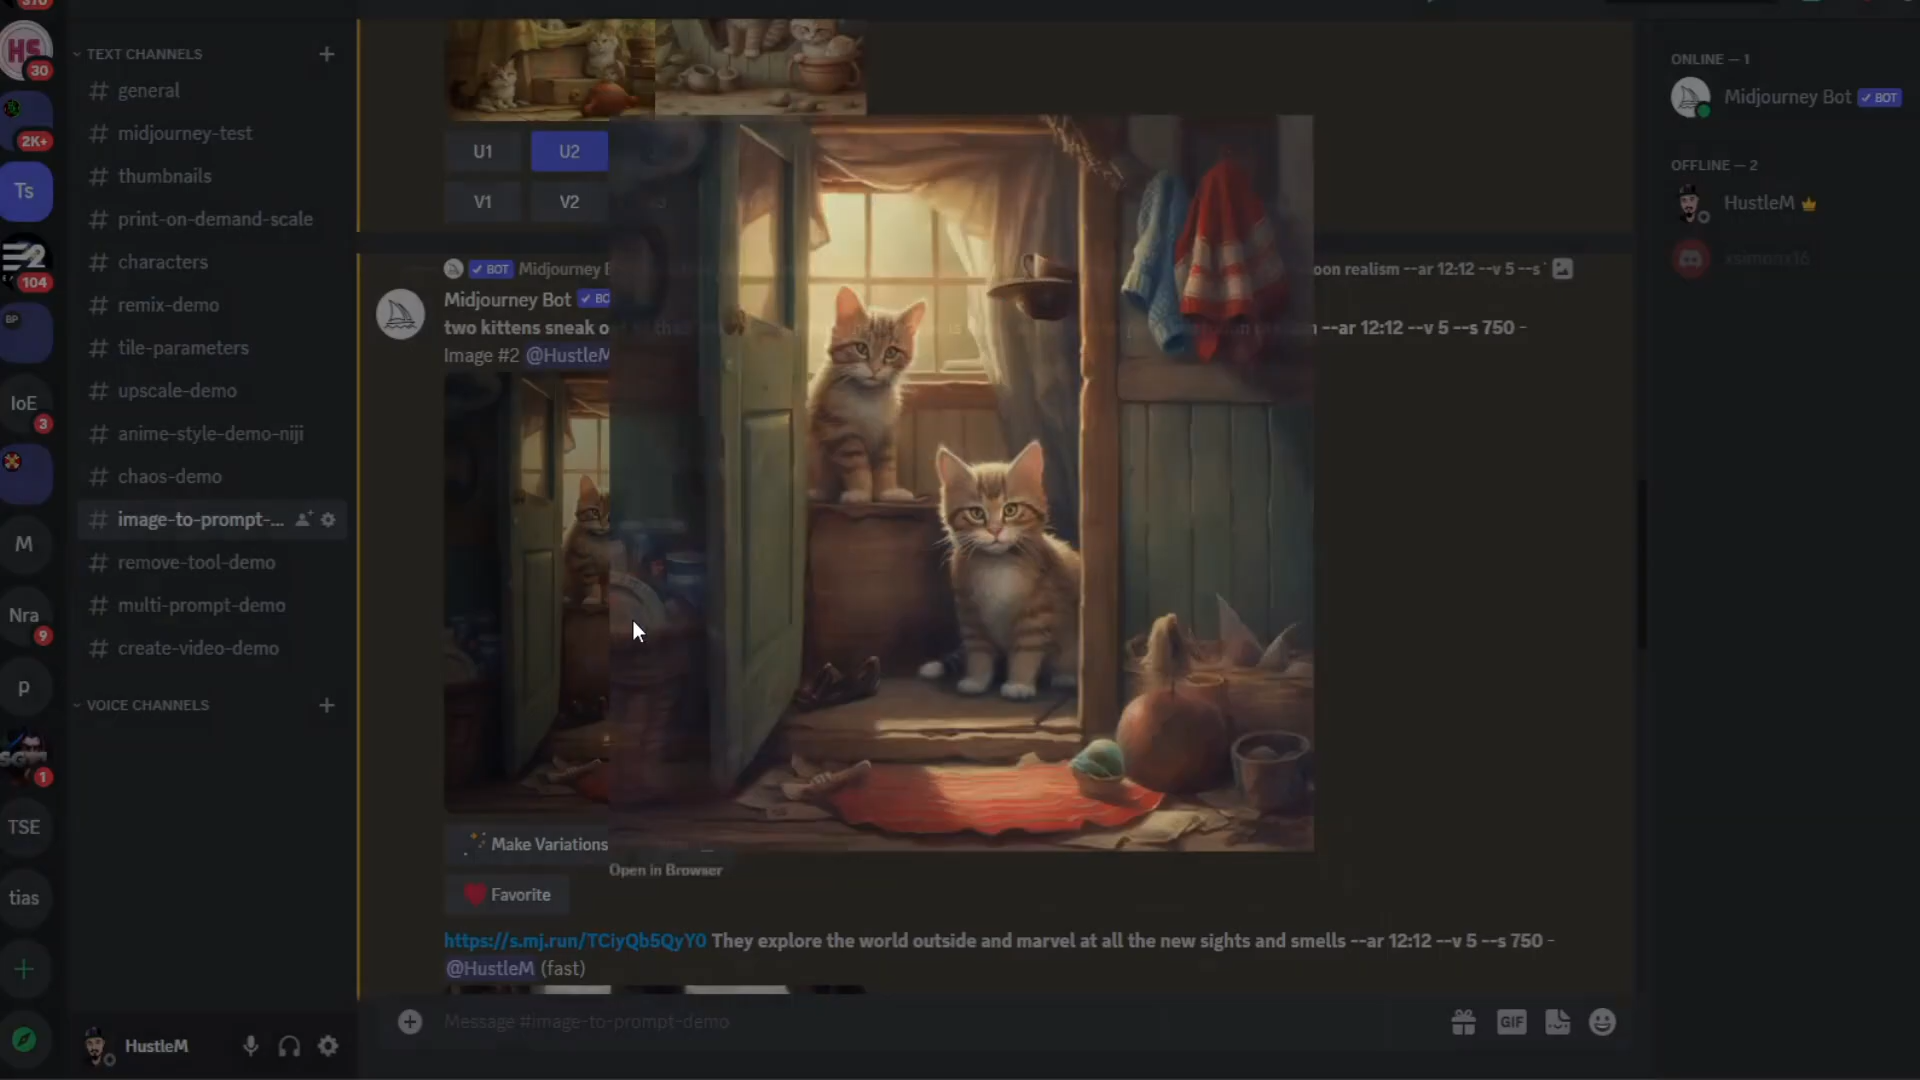 370
HS
30
2K+
Ts
104
BP
IoE
3
M
Nra
9
p
1
TSE
tias
TEXT CHANNELS
general
midjourney-test
thumbnails
print-on-demand-scale
characters
remix-demo
tile-parameters
upscale-demo
anime-style-demo-niji
chaos-demo
image-to-prompt-...
remove-tool-demo
multi-prompt-demo
create-video-demo
VOICE CHANNELS
HustleM
U1
U2
V1
V2
BOT Midjourney
oon realism --ar 12:12 --v 5 --s
Midjourney Bot
two kittens sneak
--ar 12:12 --v 5 --s 750 -
Image #2 @HustleM
Make Variations
Open in Browser
Favorite
https://s.mj.run/TCiyQb5QyY0 They explore the world outside and marvel at all the new sights and smells --ar 12:12 --v 5 --s 750 -
@HustleM (fast)
Message #image-to-prompt-demo
GIF
ONLINE — 1
Midjourney Bot BOT
OFFLINE — 2
HustleM
xsimonx16